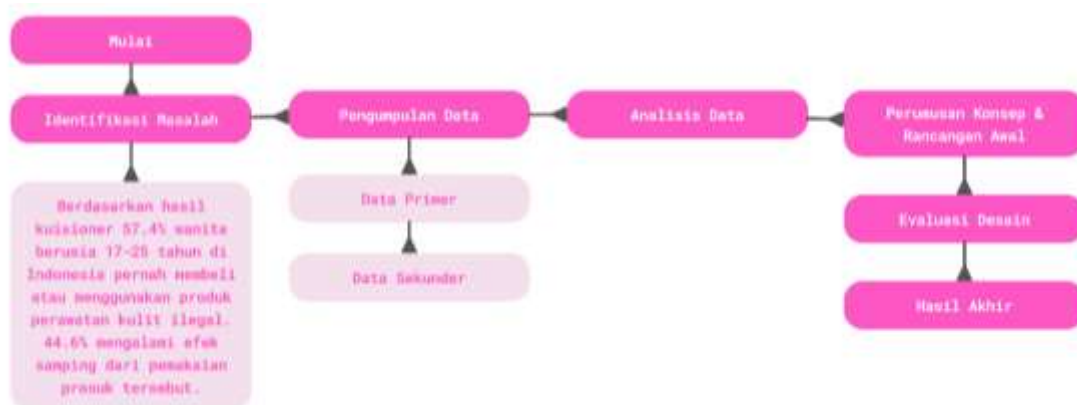 Mulai
Identifikasi Masalah
Berdasarkan hasil
kuisioner 57.4% wanita
berusia 17-25 tahun di
Indonesia pernah membeli
atau menggunakan produk
perawatan kulit ilegal.
44.6% mengalami efek
samping dari pemakaian
prosuk tersebut.
Pengumpulan Data
Data Primer
Data Sekunder
Analisis Data
Perumusan Konsep &
Rancangan Awal
Evaluasi Desain
Hasil Akhir